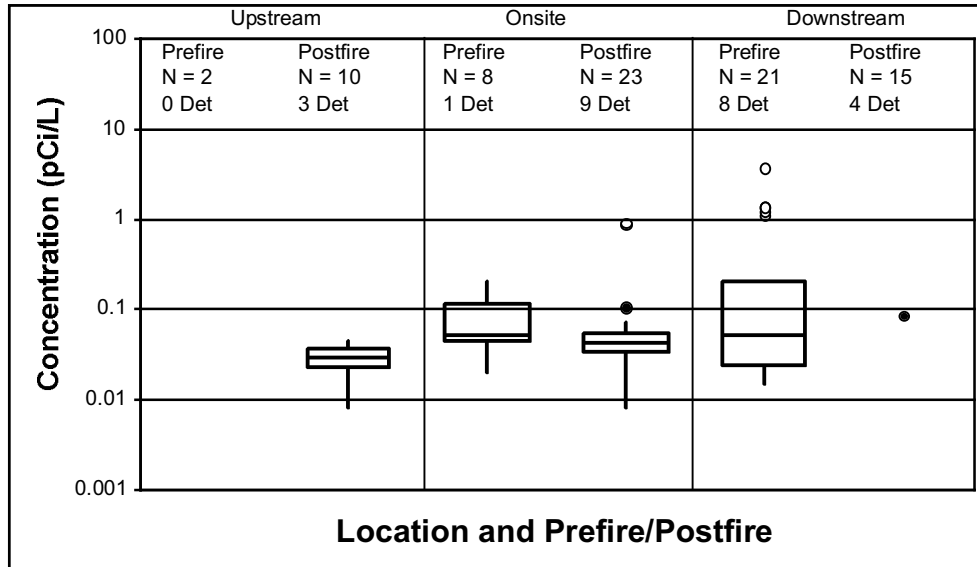 Upstream Onsite Downstream
Prefire Postfire Prefire Postfire Prefire Postfire
N = 2 N = 10 N = 8 N = 23 N = 21 N = 15
0 Det 3 Det 1 Det 9 Det 8 Det 4 Det
100
10
1
0.1
0.01
0.001
Concentration (pCi/L)
Location and Prefire/Postfire